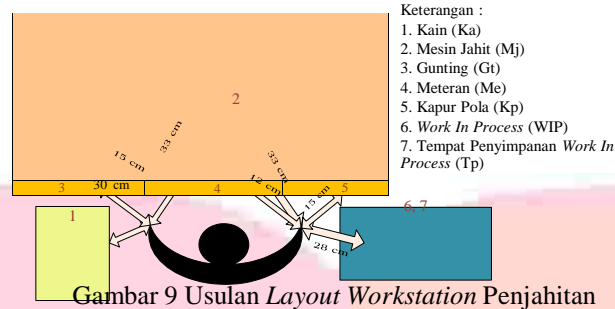 Keterangan :
1. Kain (Ka)
2. Mesin Jahit (Mj)
3. Gunting (Gt)
4. Meteran (Me)
5. Kapur Pola (Kp)
6. Work In Process (WIP)
7. Tempat Penyimpanan Work In
Process (Tp)
2
33 cm
15 cm
33 cm
12 cm
15 cm
3
30 cm
4
5
1
6, 7
28 cm
Gambar 9 Usulan Layout Workstation Penjahitan